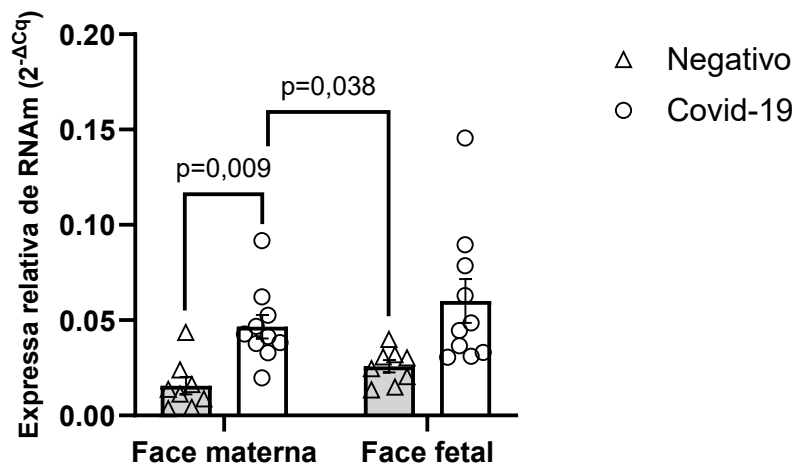 Expressa relativa de RNAm (2^-ΔCq)
0.20
0.15
0.10
0.05
0.00
p=0,009
p=0,038
Face materna
Face fetal
Negativo
Covid-19